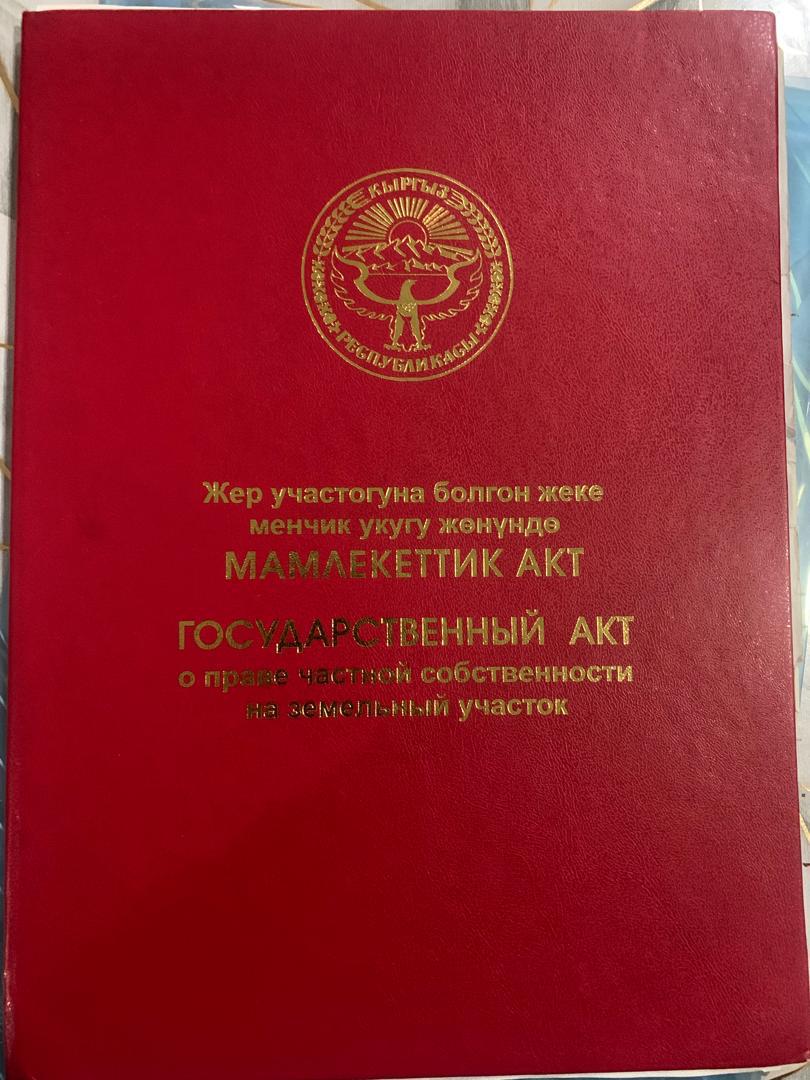 КЫРГЫЗ
РЕСПУБЛИКАСЫ
Жер участогуна болгон жеке
менчик укугу жөнүндө
МАМЛЕКЕТТИК АКТ
ГОСУДАРСТВЕННЫЙ АКТ
о праве частной собственности
на земельный участок